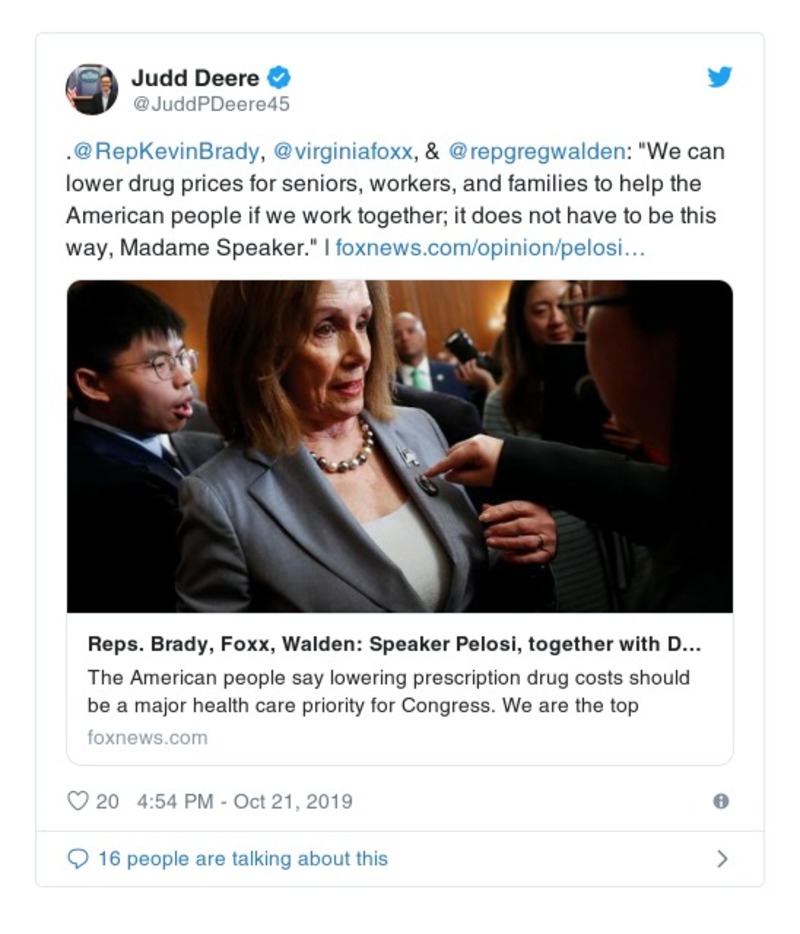 Judd Deere
@JuddPDeere45
.@RepKevinBrady, @virginiafoxx, & @repgregwalden: "We can
lower drug prices for seniors, workers, and families to help the
American people if we work together; it does not have to be this
way, Madame Speaker." | foxnews.com/opinion/pelosi…
Reps. Brady, Foxx, Walden: Speaker Pelosi, together with D...
The American people say lowering prescription drug costs should
be a major health care priority for Congress. We are the top
foxnews.com
20 4:54 PM - Oct 21, 2019
16 people are talking about this